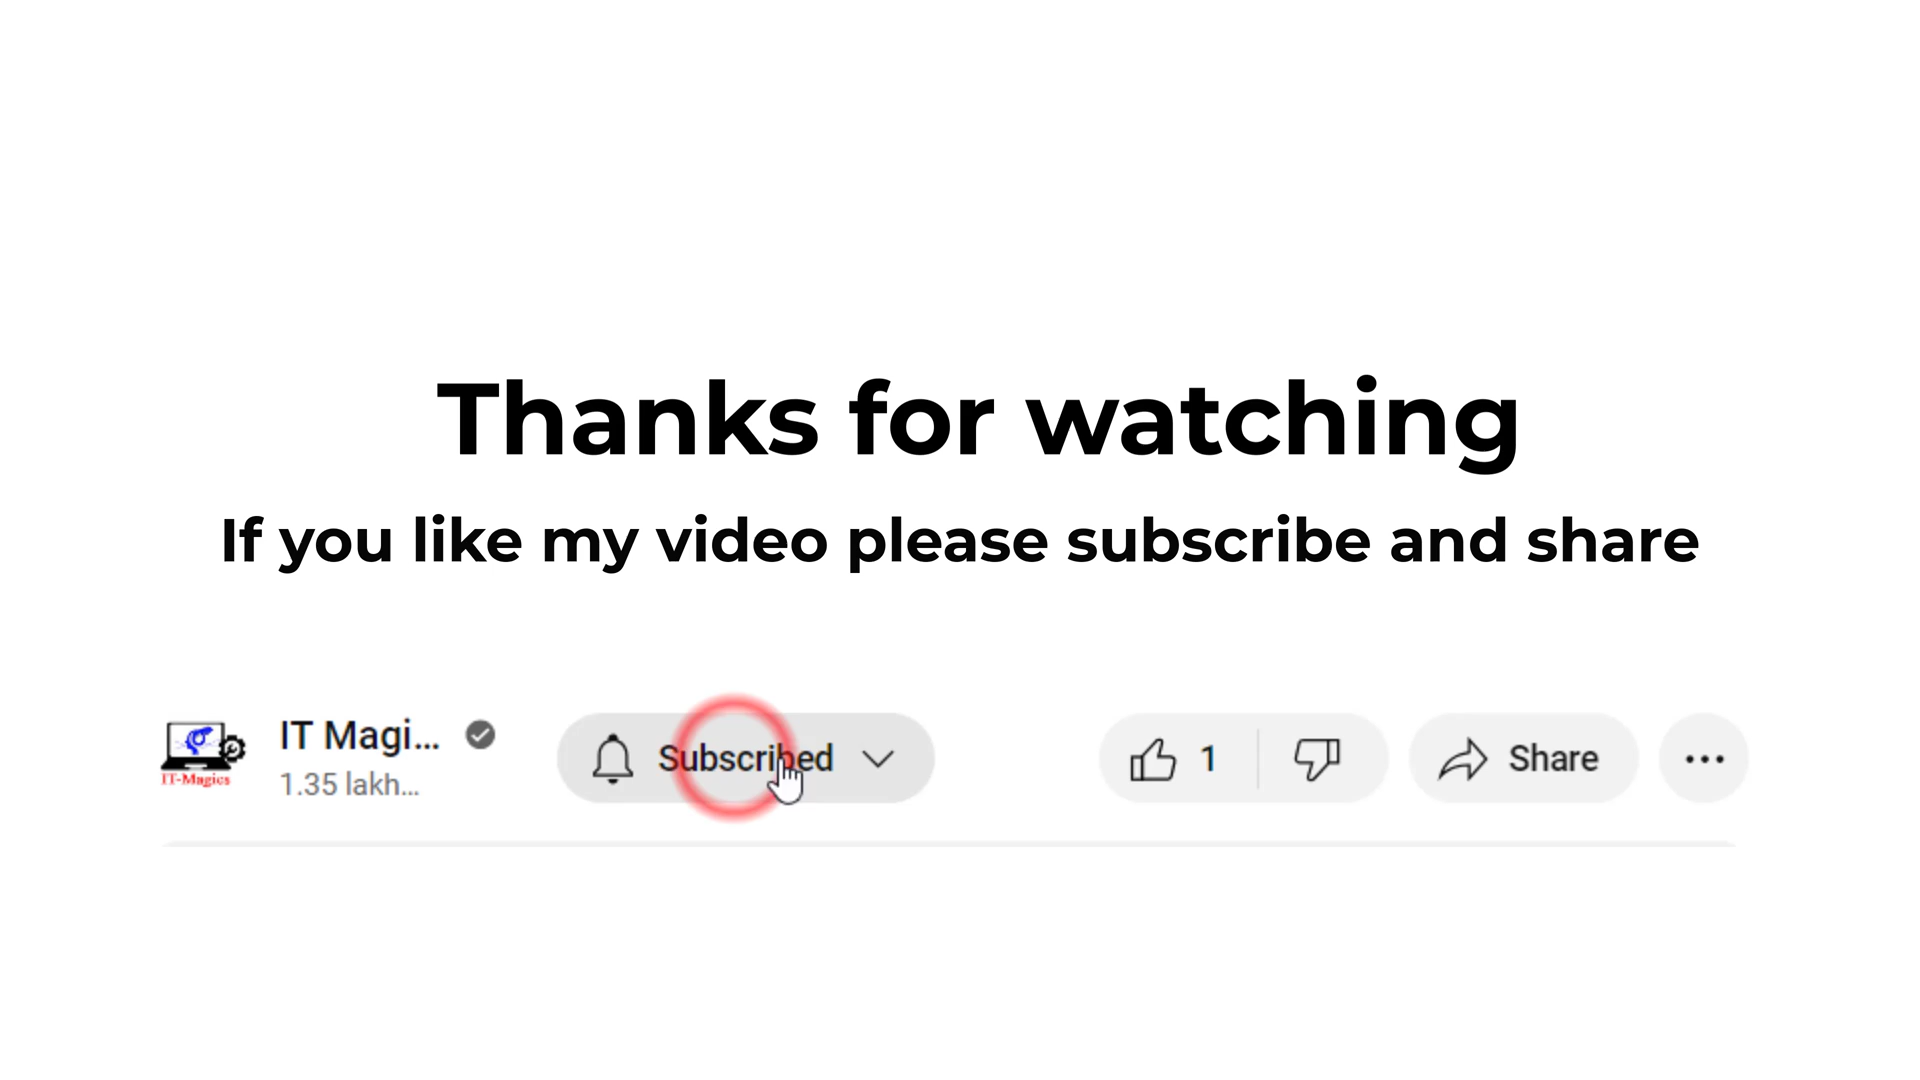 Thanks for watching
If you like my video please subscribe and share
IT Magi...
1.35 lakh...
IT-Magics
Subscribed
1
Share